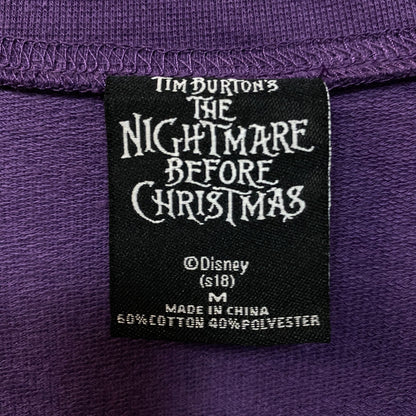 TIM BURTON'S
THE
NIGHTMARE
BEFORE
CHRISTMAS
©Disney
(s18)
M
MADE IN CHINA
60%COTTON 40%POLYESTER